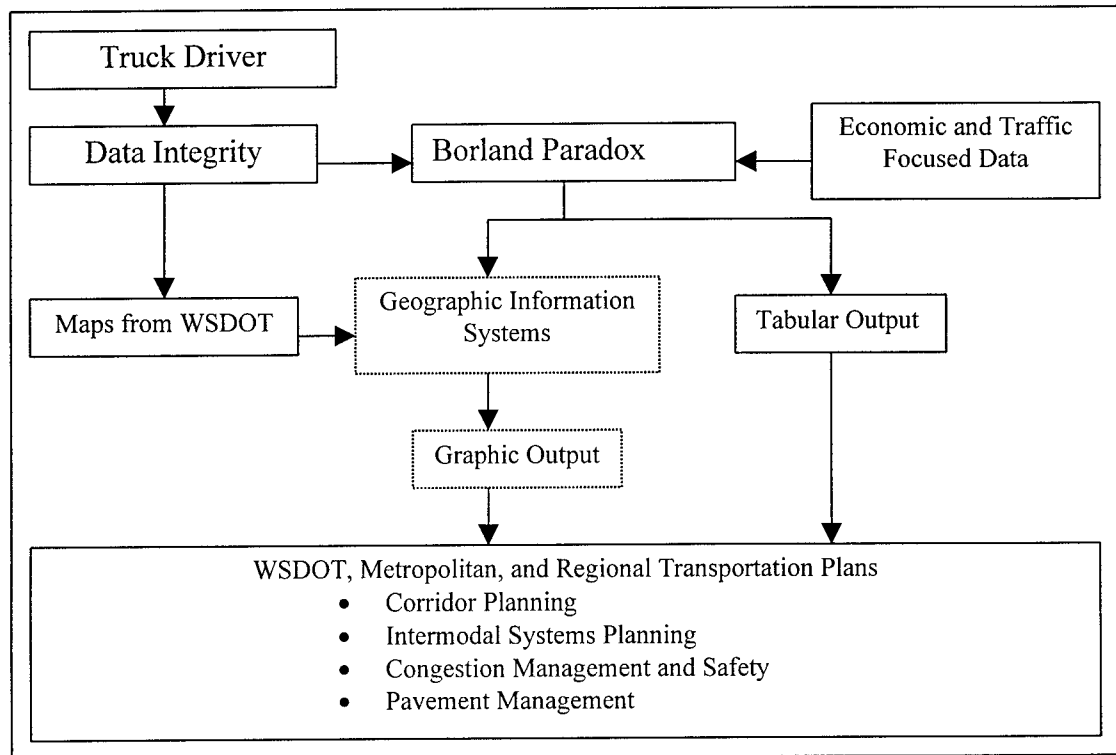 Truck Driver
Data Integrity
Borland Paradox
Economic and Traffic
Focused Data
Maps from WSDOT
Geographic Information
Systems
Tabular Output
Graphic Output
WSDOT, Metropolitan, and Regional Transportation Plans
• Corridor Planning
• Intermodal Systems Planning
• Congestion Management and Safety
• Pavement Management